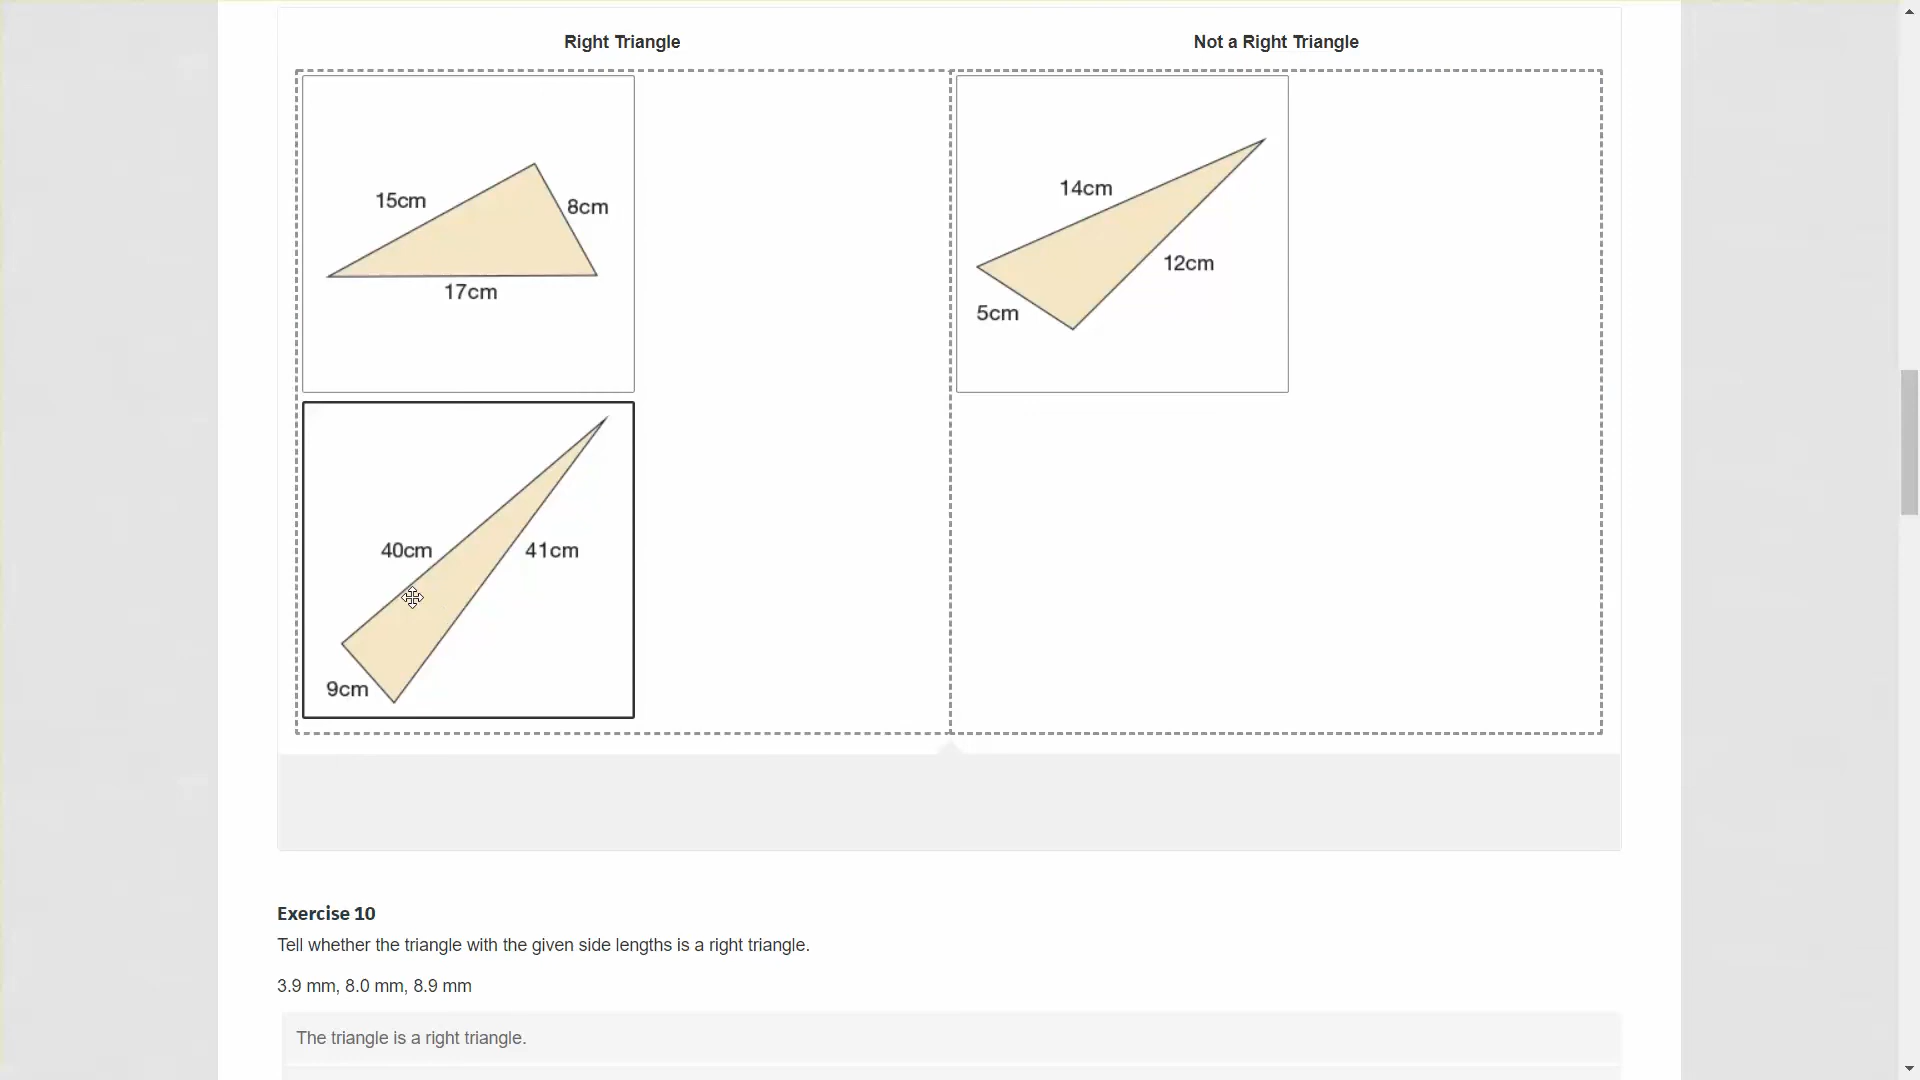 Right Triangle
Not a Right Triangle
15cm
8cm
17cm
14cm
12cm
5cm
40cm
41cm
9cm
Exercise 10
Tell whether the triangle with the given side lengths is a right triangle.
3.9 mm, 8.0 mm, 8.9 mm
The triangle is a right triangle.